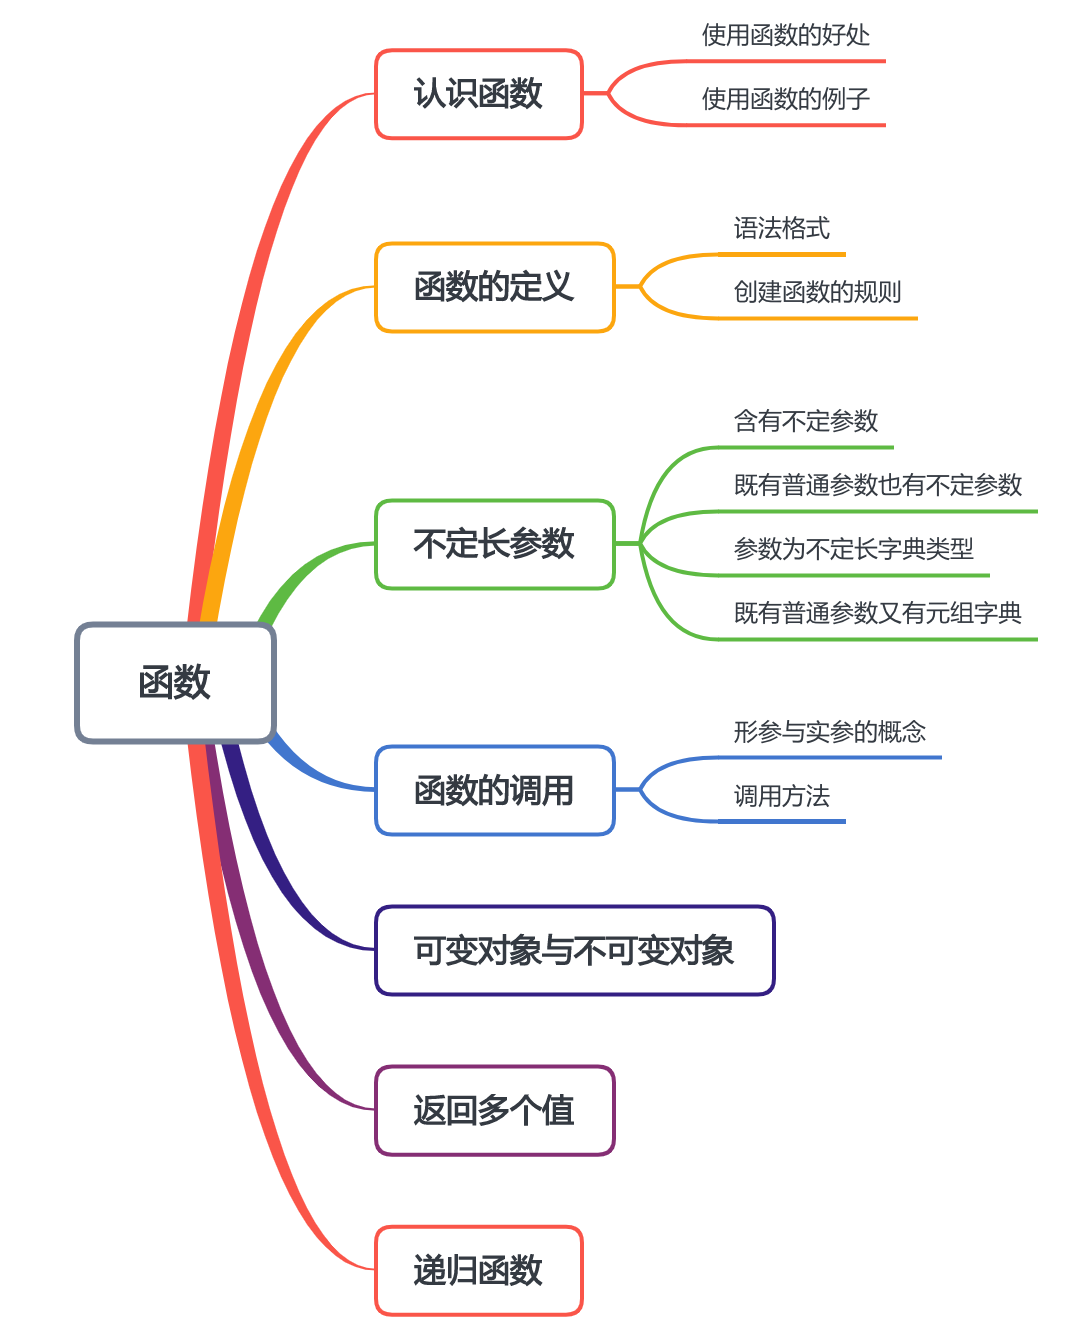 函数
认识函数
使用函数的好处
使用函数的例子
函数的定义
语法格式
创建函数的规则
不定长参数
含有不定参数
既有普通参数也有不定参数
参数为不定长字典类型
既有普通参数又有元组字典
函数的调用
形参与实参的概念
调用方法
可变对象与不可变对象
返回多个值
递归函数